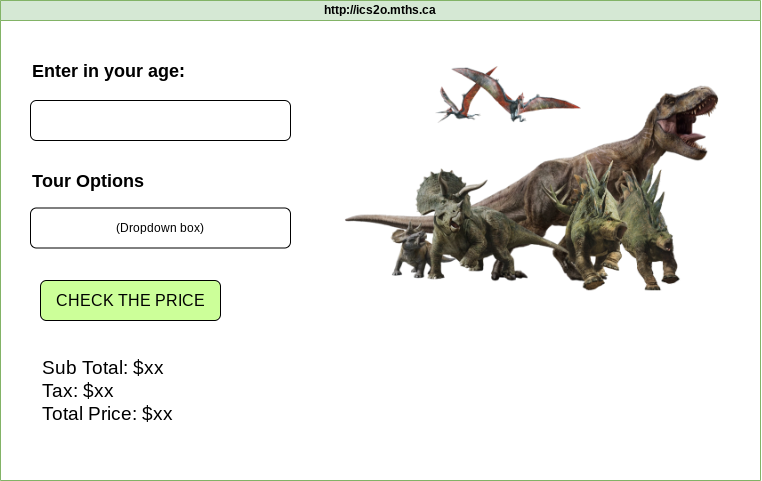 http://ics2o.mths.ca
Enter in your age:
Tour Options
(Dropdown box)
CHECK THE PRICE
Sub Total: $xx
Tax: $xx
Total Price: $xx